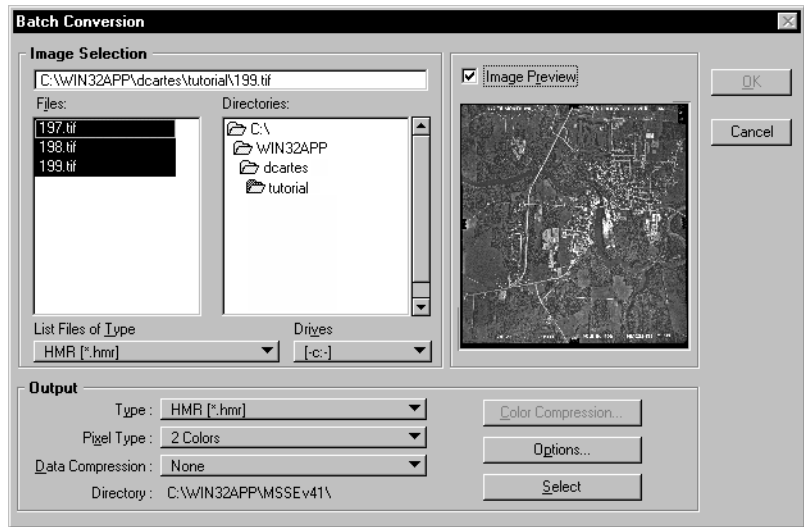 Batch Conversion
Image Selection
C:\WIN32APP\dcartes\tutorial\199.tif
Files:
Directories:
197.tif
198.tif
199.tif
C:\
WIN32APP
dcartes
tutorial
List Files of Type
Drives
HMR [*.hmr]
[-c:-]
Image Preview
OK
Cancel
Output
Type : HMR [*.hmr]
Pixel Type : 2 Colors
Data Compression : None
Directory : C:\WIN32APP\MSSEv41\
Color Compression...
Options...
Select